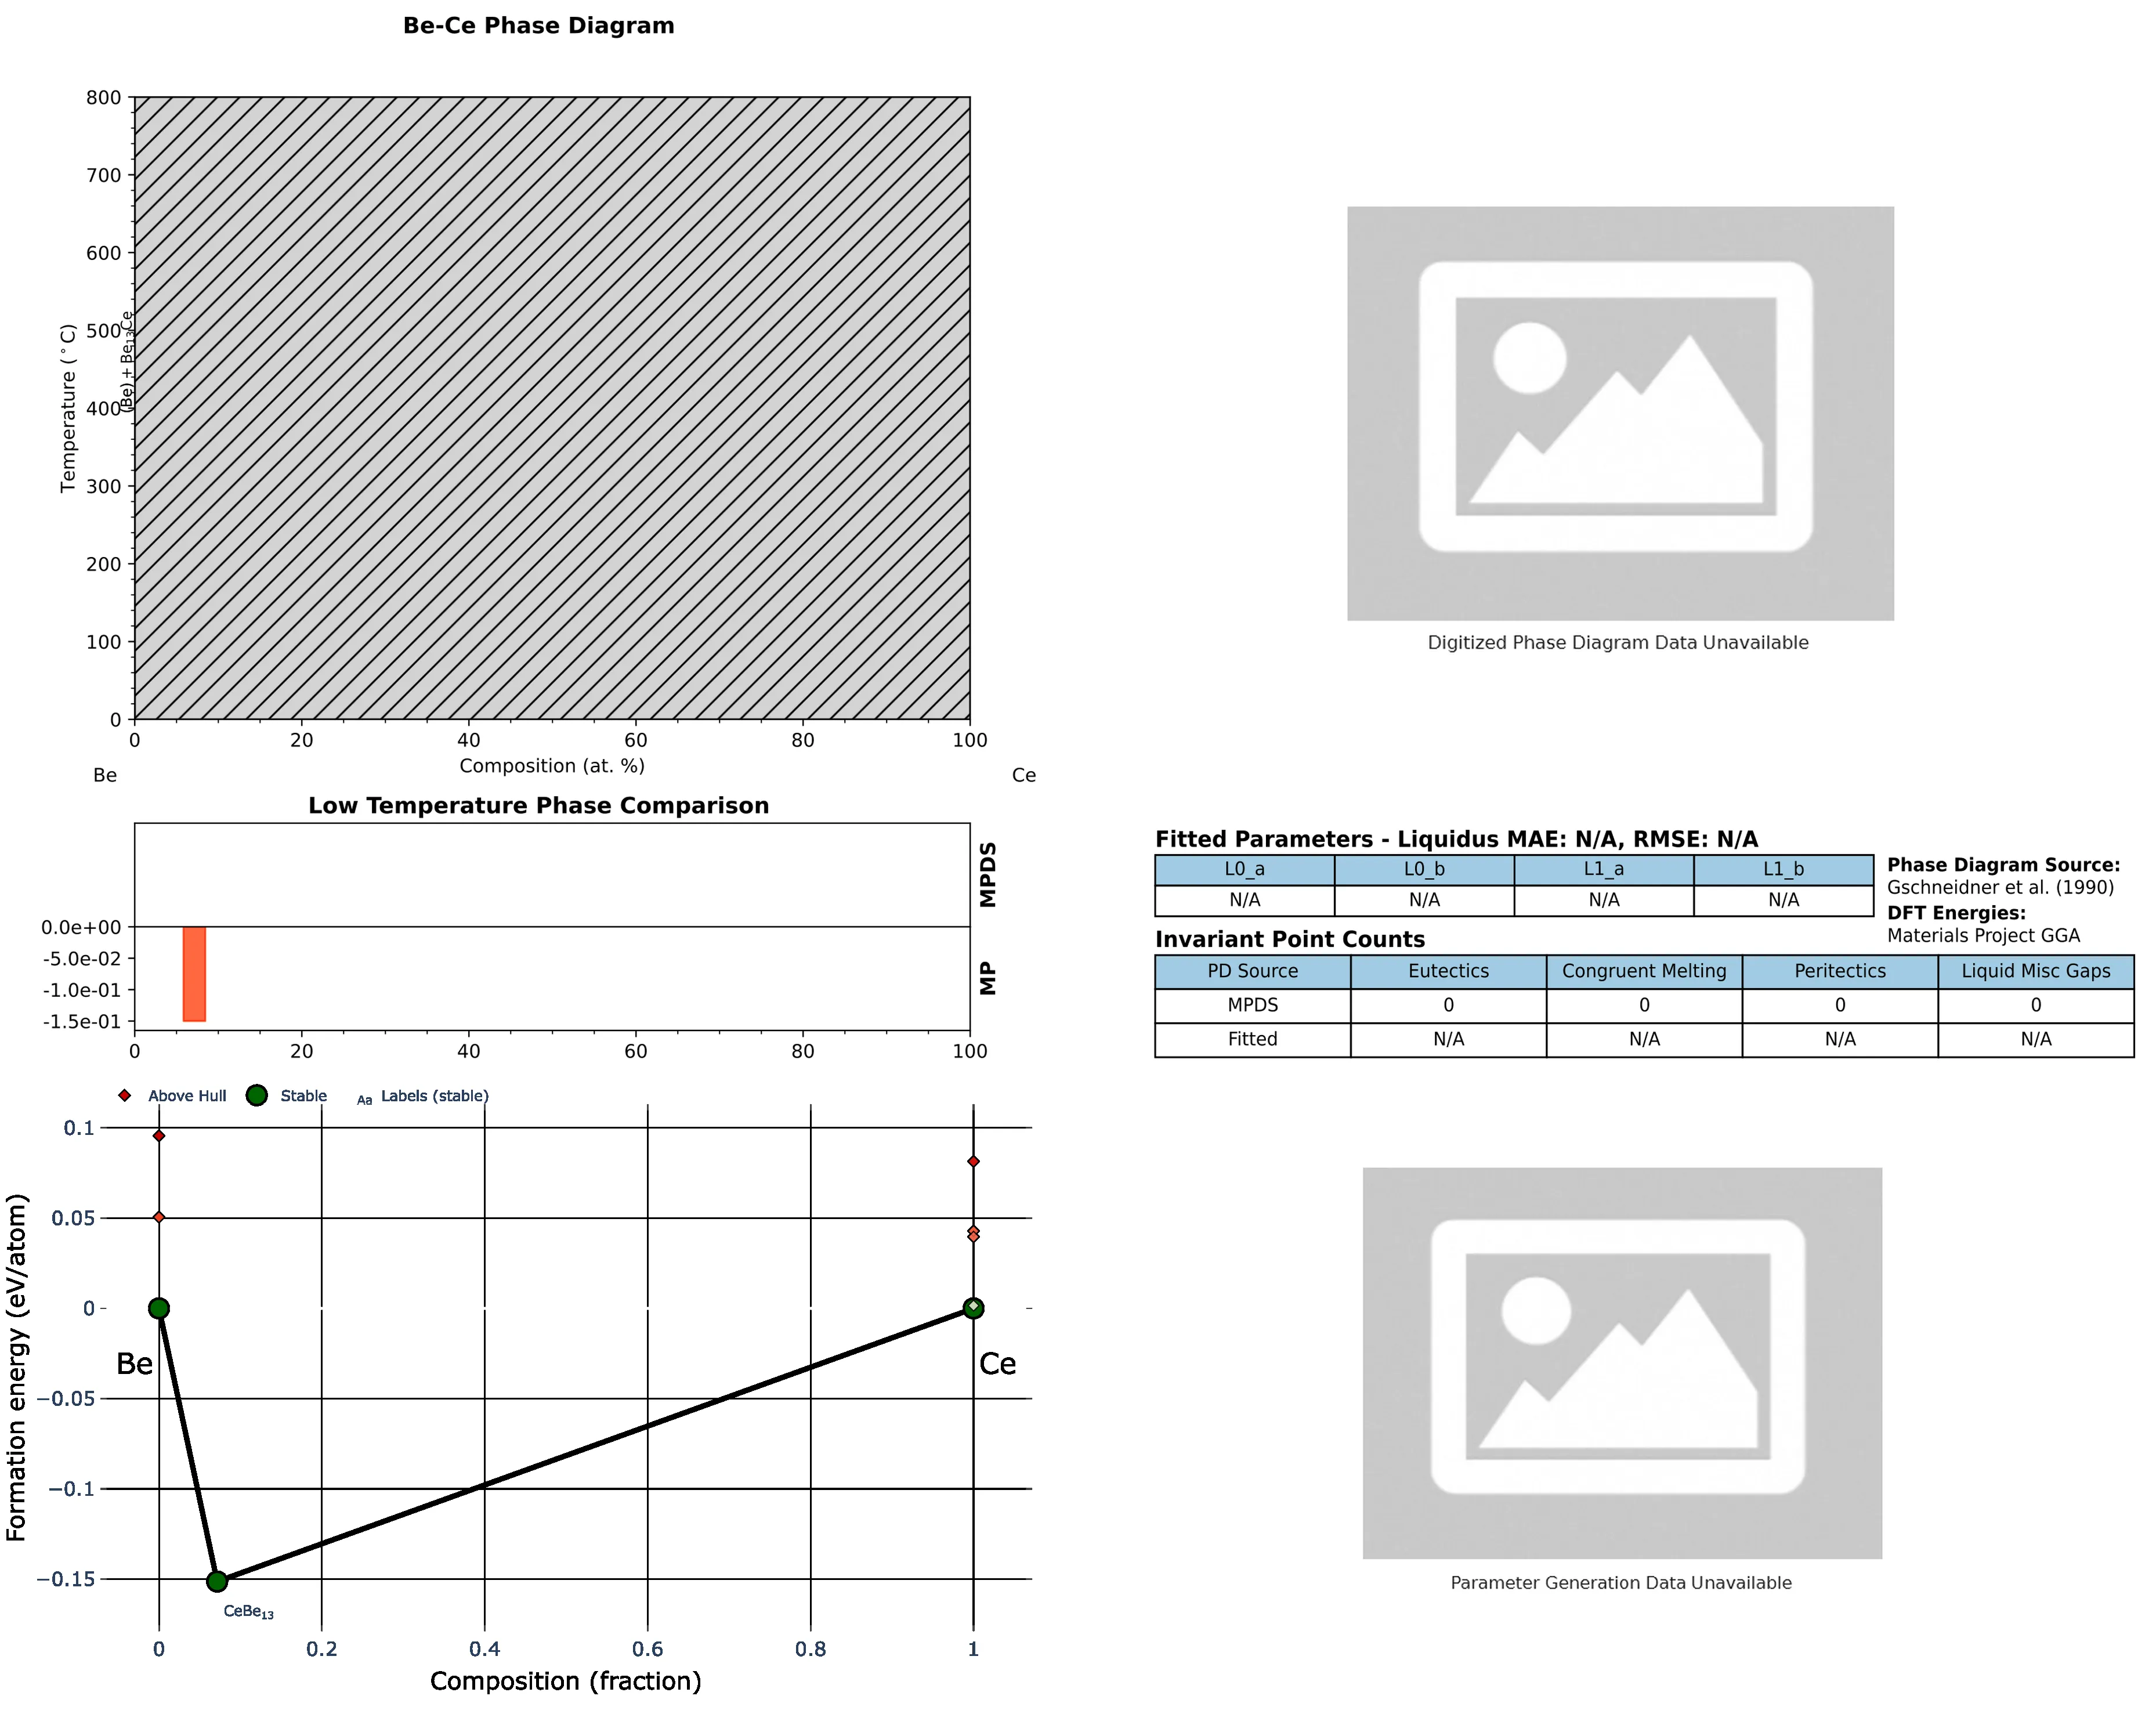 Be-Ce Phase Diagram
800
700
600
500
400
300
200
100
0
Temperature (°C)
(Be) + Be₁₃Ce
0 20 40 60 80 100
Composition (at. %)
Be Ce
Digitized Phase Diagram Data Unavailable
Low Temperature Phase Comparison
MPDS
MP
0.0e+00
-5.0e-02
-1.0e-01
-1.5e-01
0 20 40 60 80 100
Fitted Parameters - Liquidus MAE: N/A, RMSE: N/A
L0_a L0_b L1_a L1_b
N/A N/A N/A N/A
Phase Diagram Source:
Gschneidner et al. (1990)
DFT Energies:
Materials Project GGA
Invariant Point Counts
PD Source Eutectics Congruent Melting Peritectics Liquid Misc Gaps
MPDS 0 0 0 0
Fitted N/A N/A N/A N/A
Above Hull Stable Aa Labels (stable)
0.1
0.05
0
−0.05
−0.1
−0.15
Formation energy (eV/atom)
Be Ce
CeBe₁₃
0 0.2 0.4 0.6 0.8 1
Composition (fraction)
Parameter Generation Data Unavailable